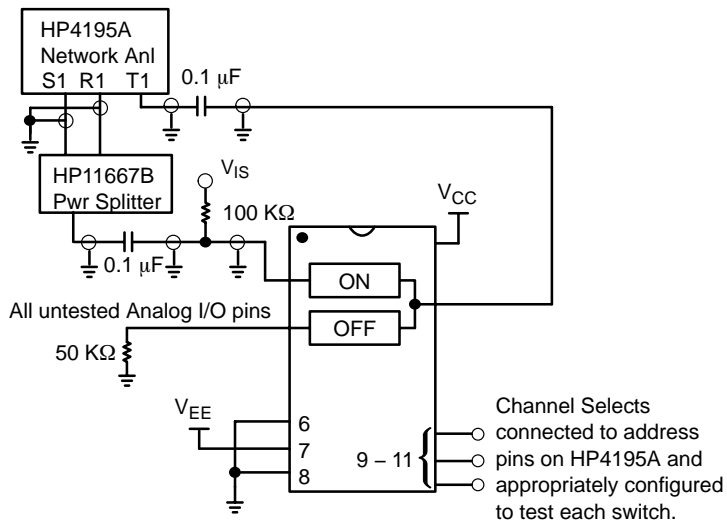 HP4195A
Network Anl
S1 R1 T1
0.1 μF
HP11667B
Pwr Splitter
VIS
100 KΩ
VCC
0.1 μF
ON
All untested Analog I/O pins
OFF
50 KΩ
VEE
6
7
8
9 – 11
Channel Selects
connected to address
pins on HP4195A and
appropriately configured
to test each switch.